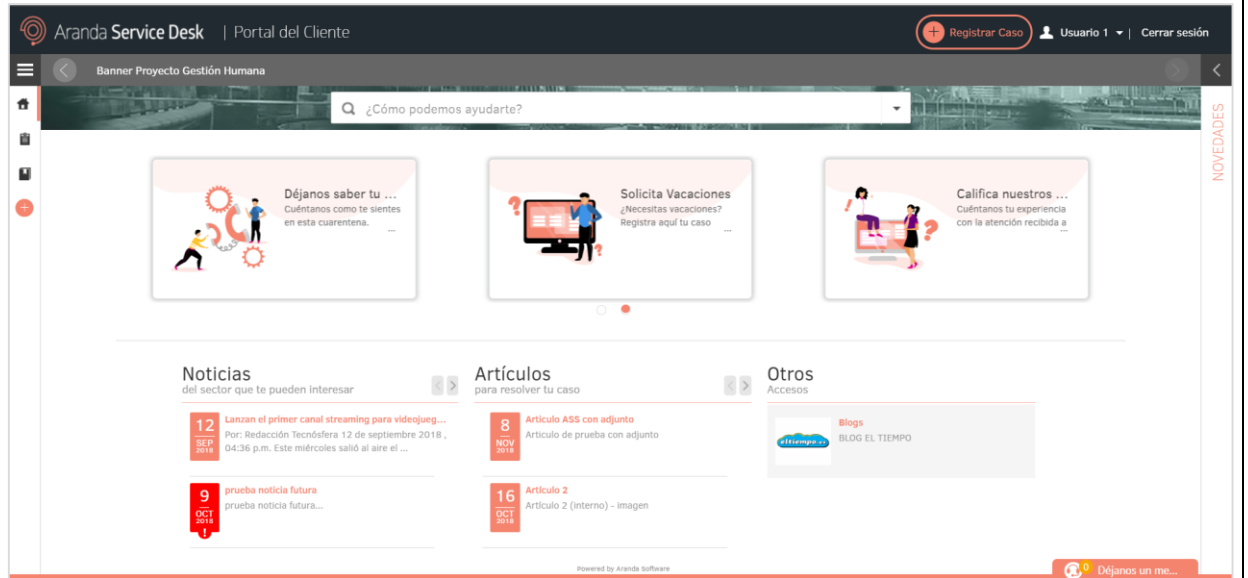 Aranda Service Desk | Portal del Cliente
Registrar Caso
Usuario 1
Cerrar sesión
Banner Proyecto Gestión Humana
¿Cómo podemos ayudarte?
NOVEDADES
Déjanos saber tu ...
Cuéntanos como te sientes
en esta cuarentena.
...
Solicita Vacaciones
¿Necesitas vacaciones?
Registra aquí tu caso
...
Califica nuestros ...
Cuéntanos tu experiencia
con la atención recibida a
...
Noticias
del sector que te pueden interesar
12
SEP
2018
Lanzan el primer canal streaming para videojueg...
Por: Redacción Tecnósfera 12 de septiembre 2018 ,
04:36 p.m. Este miércoles salió al aire el ...
9
OCT
2018
prueba noticia futura
prueba noticia futura...
Artículos
para resolver tu caso
8
NOV
2018
Articulo ASS con adjunto
Articulo de prueba con adjunto
16
OCT
2018
Artículo 2
Artículo 2 (interno) - imagen
Otros
Accesos
eltiempo.co
Blogs
BLOG EL TIEMPO
Powered by Aranda Software
0
Déjanos un me...